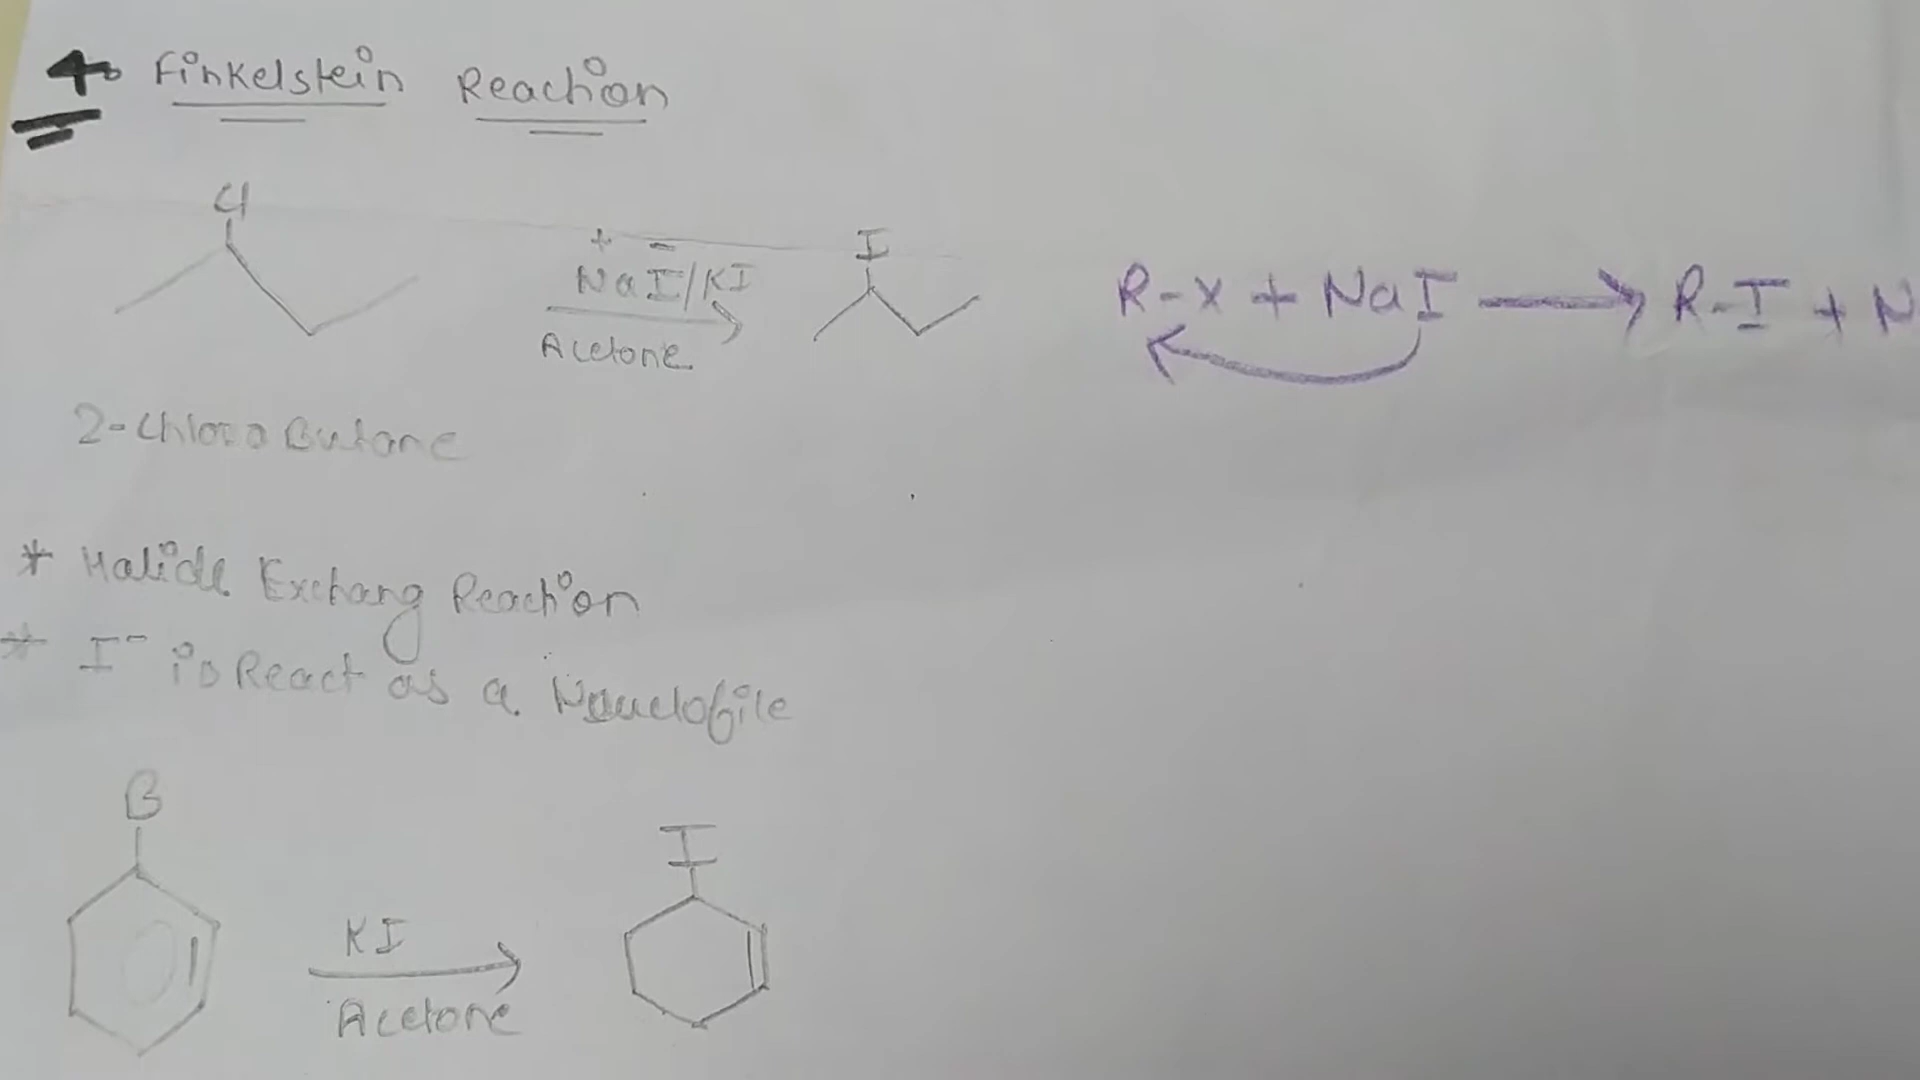 4. Finkelstein Reaction
Cl
+ -
NaI/KI
Acetone
I
R-X + NaI → R-I + N
2-Chloro Butane
* Halide Exchang Reaction
* I⁻ is React as a Nauclofile
B
KI
Acetone
I